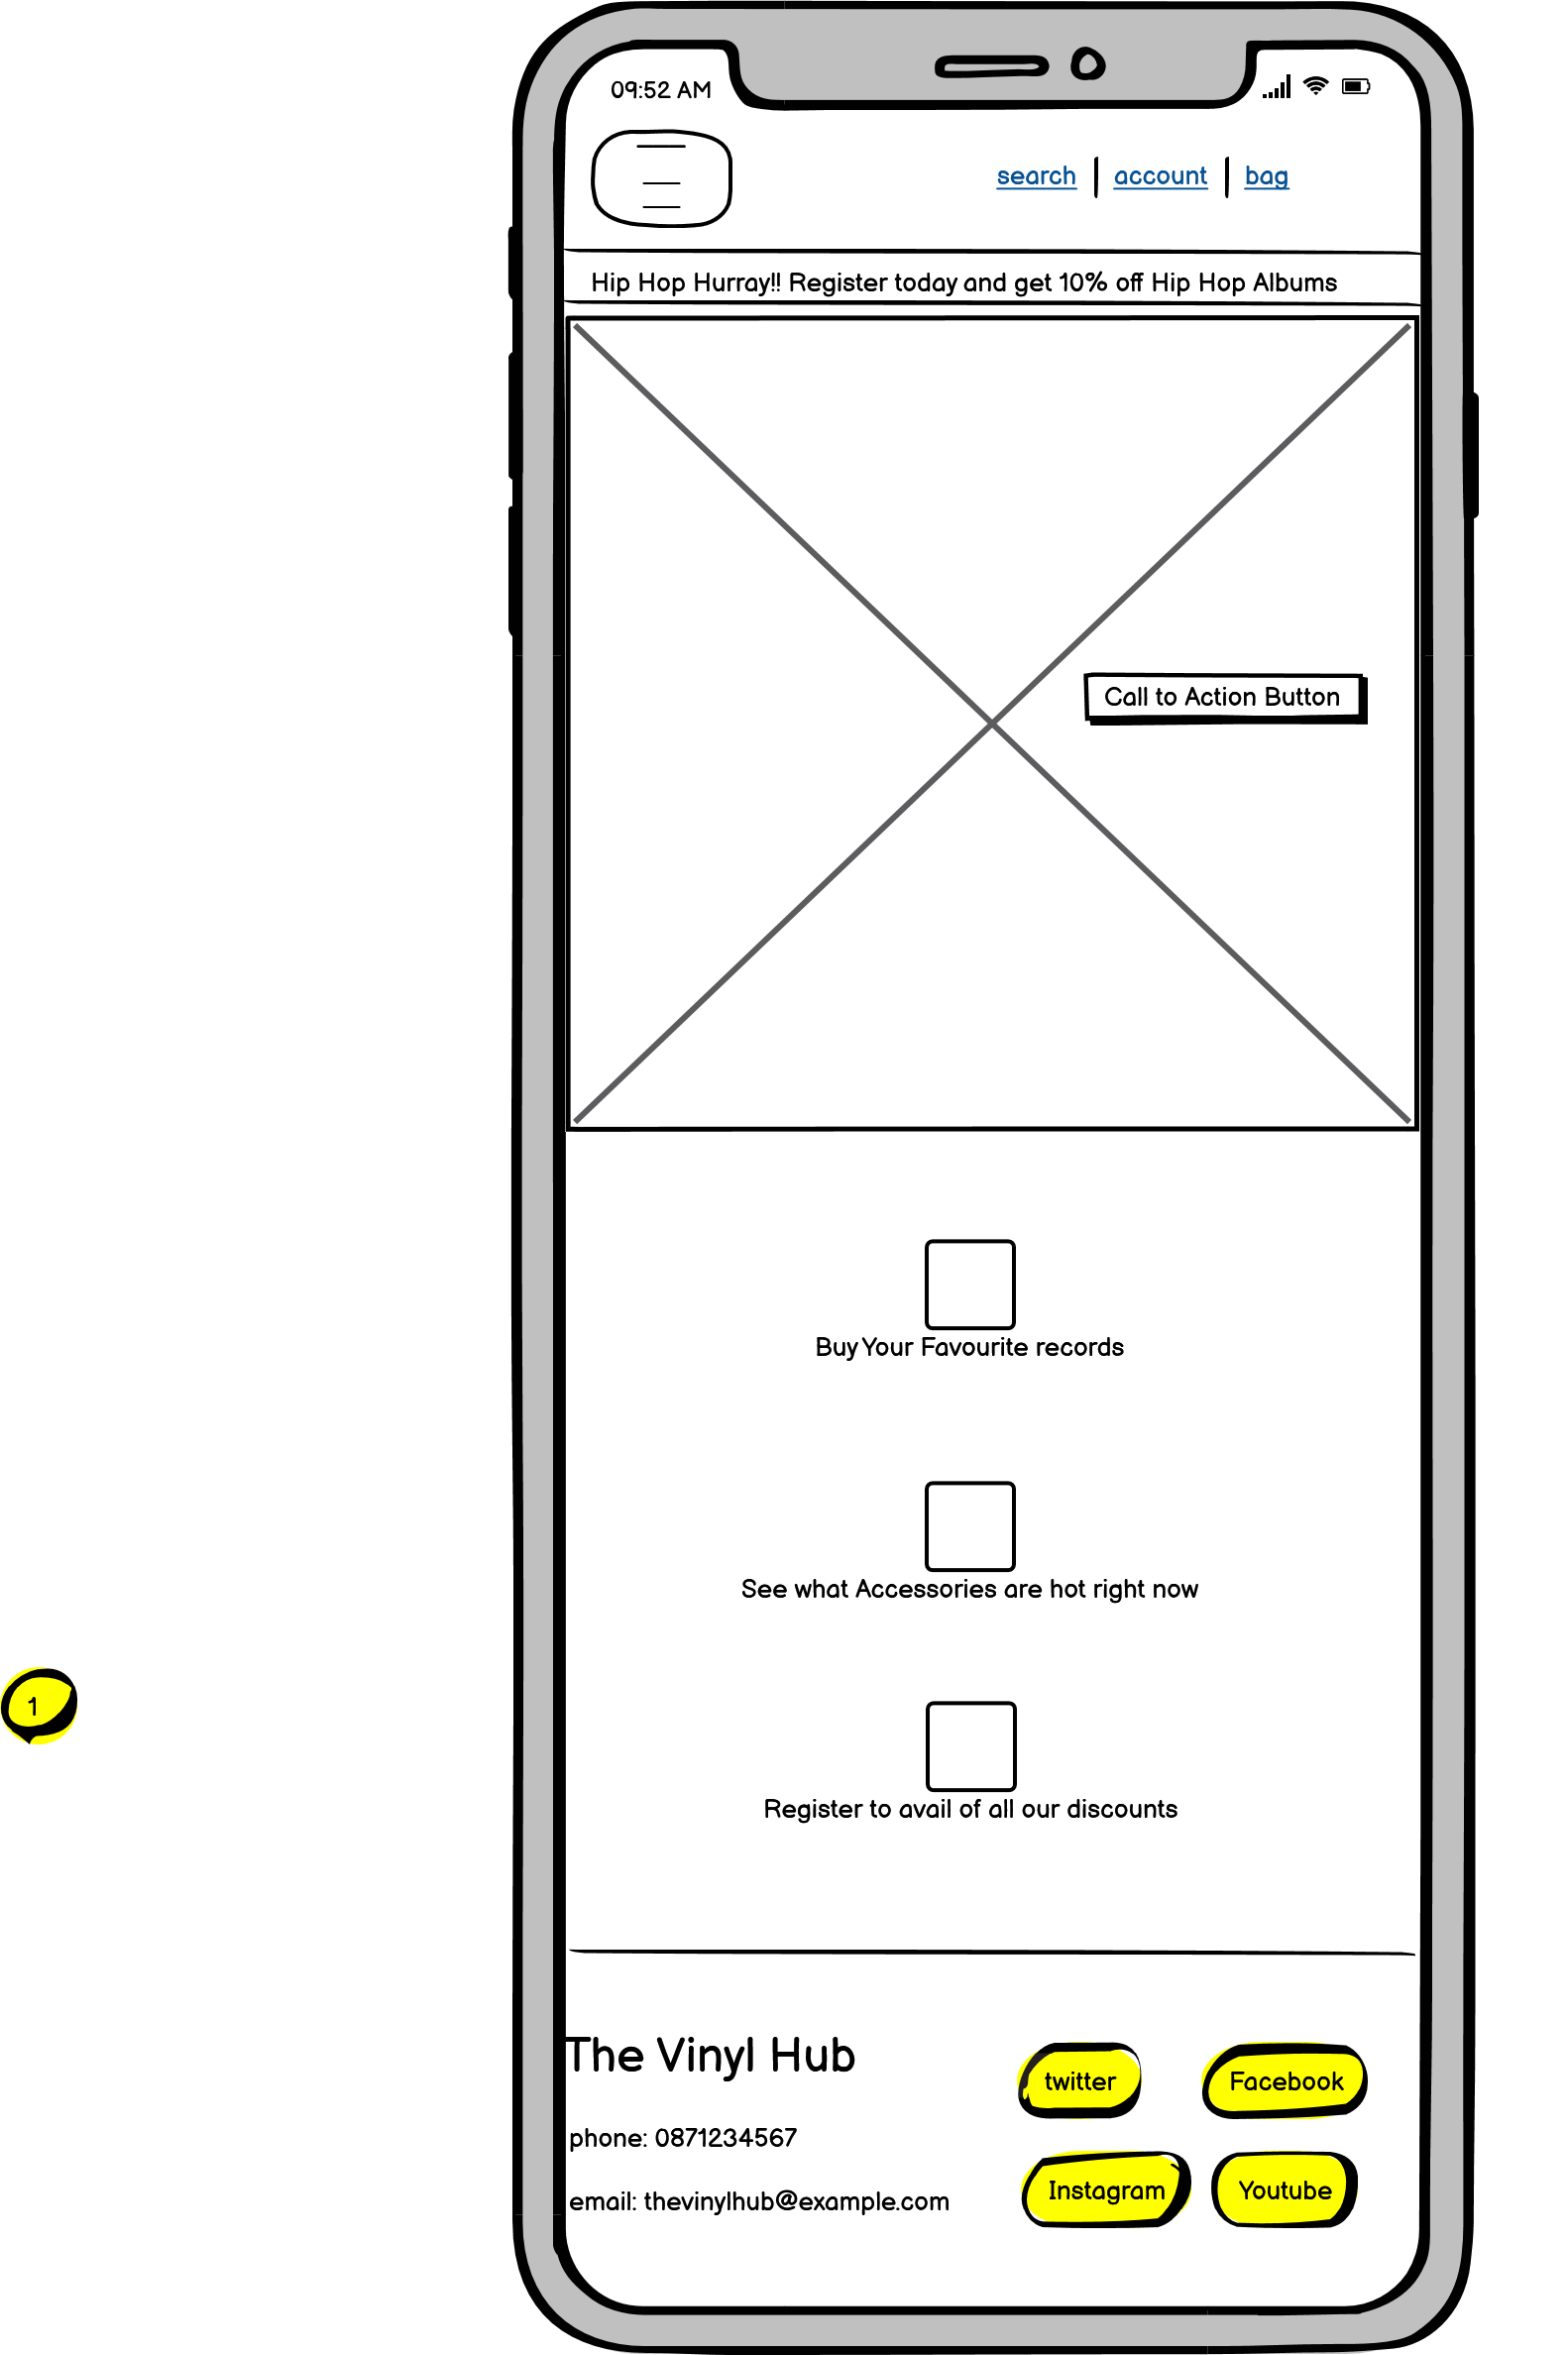 09:52 AM
search account bag
Hip Hop Hurray!! Register today and get 10% off Hip Hop Albums
Call to Action Button
Buy Your Favourite records
See what Accessories are hot right now
1
Register to avail of all our discounts
The Vinyl Hub
phone: 0871234567
email: thevinylhub@example.com
twitter Facebook
Instagram Youtube